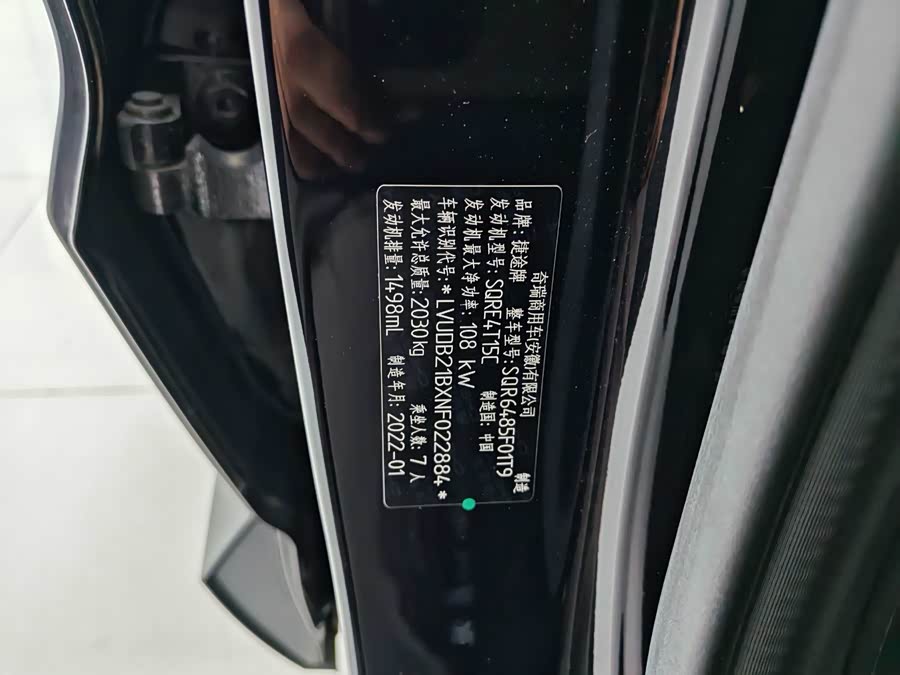 奇瑞商用车(安徽)有限公司 制造
品牌:捷途牌 整车型号:SQR6485F01T9
发动机型号:SQRE4T15C 制造国:中国
发动机最大净功率:108 kW
车辆识别代号:*LVUDB21BXNF022884*
最大允许总质量:2030kg 乘坐人数:7人
发动机排量:1498mL 制造年月:2022-01